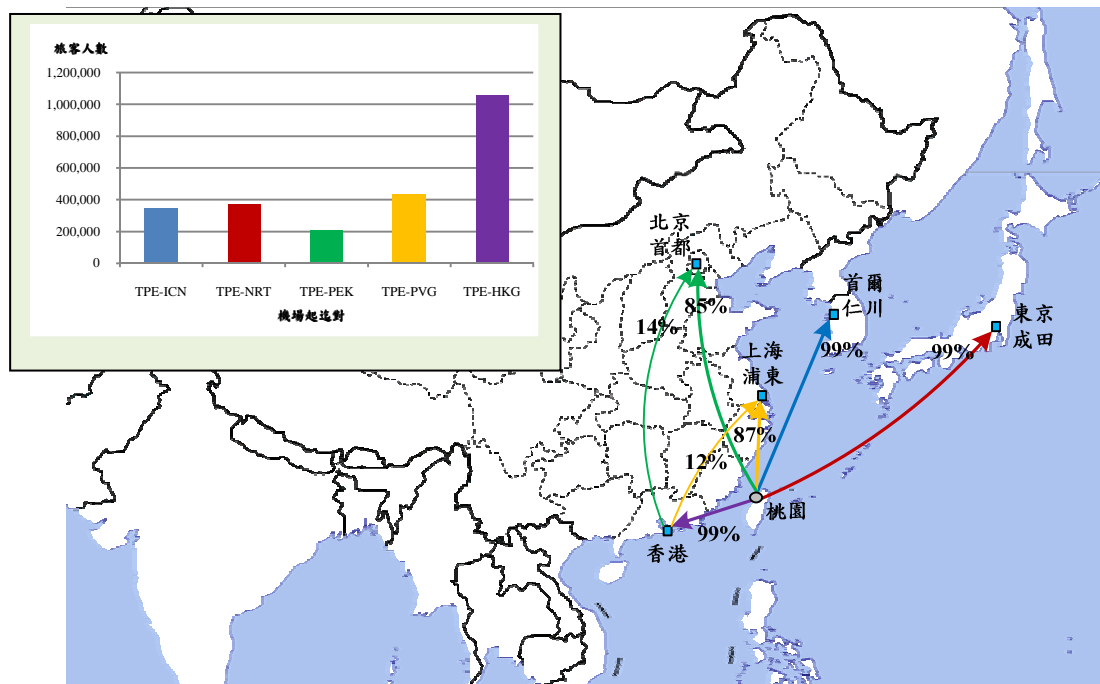 旅客人數
1,200,000
1,000,000
800,000
600,000
400,000
200,000
0
TPE-ICN TPE-NRT TPE-PEK TPE-PVG TPE-HKG
機場起迄對
北京
首都
首爾
仁川
東京
成田
上海
浦東
桃園
香港
85%
14%
99%
99%
87%
12%
99%